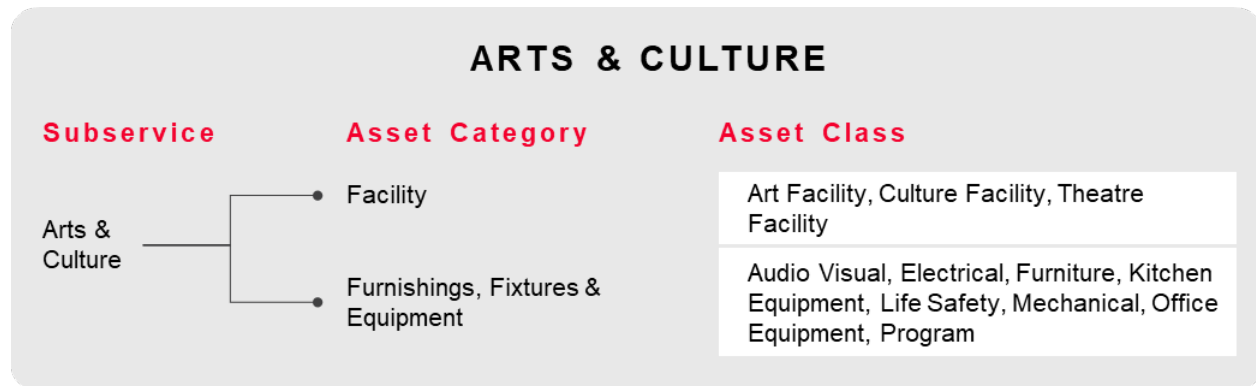 ARTS & CULTURE
Subservice
Asset Category
Asset Class
Arts &
Culture
Facility
Art Facility, Culture Facility, Theatre
Facility
Furnishings, Fixtures &
Equipment
Audio Visual, Electrical, Furniture, Kitchen
Equipment, Life Safety, Mechanical, Office
Equipment, Program